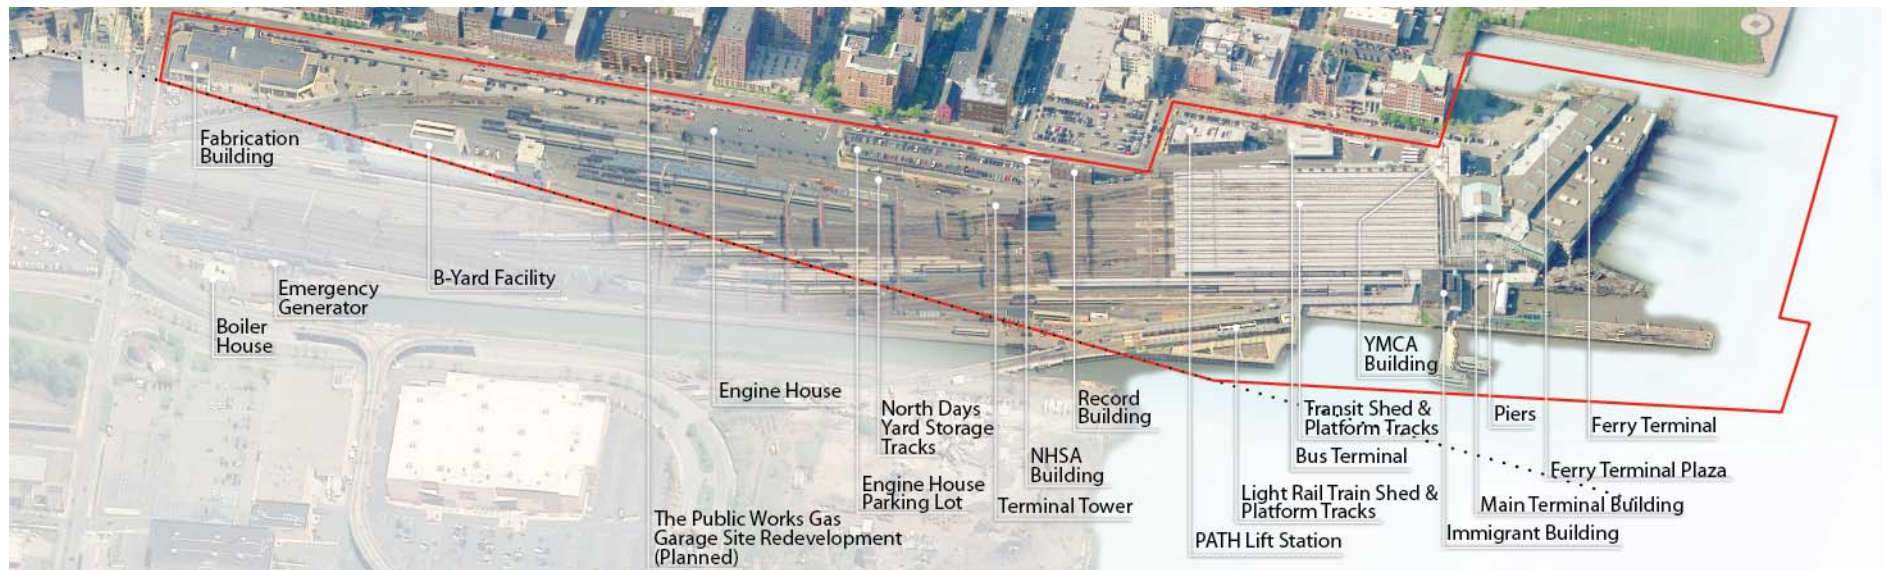 Fabrication
Building
B-Yard Facility
Emergency
Generator
Boiler
House
Engine House
North Days
Yard Storage
Tracks
Engine House
Parking Lot
The Public Works Gas
Garage Site Redevelopment
(Planned)
Terminal Tower
NHSA
Building
Record
Building
YMCA
Building
Transit Shed &
Platform Tracks
Bus Terminal
Light Rail Train Shed &
Platform Tracks
PATH Lift Station
Piers
Ferry Terminal
Ferry Terminal Plaza
Main Terminal Building
Immigrant Building